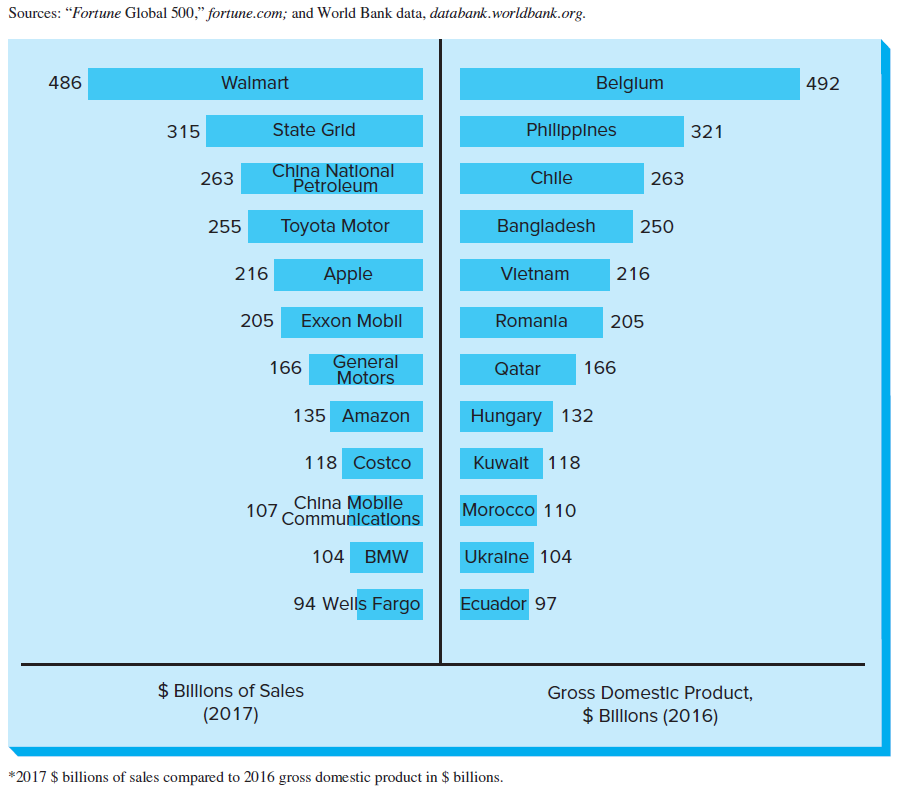 Sources: “Fortune Global 500,” fortune.com; and World Bank data, databank.worldbank.org.
486 Walmart Belgium 492
315 State Grid Philippines 321
263 China National Petroleum Chile 263
255 Toyota Motor Bangladesh 250
216 Apple Vietnam 216
205 Exxon Mobil Romania 205
166 General Motors Qatar 166
135 Amazon Hungary 132
118 Costco Kuwait 118
107 China Mobile Communications Morocco 110
104 BMW Ukraine 104
94 Wells Fargo Ecuador 97
$ Billions of Sales
(2017)
Gross Domestic Product,
$ Billions (2016)
*2017 $ billions of sales compared to 2016 gross domestic product in $ billions.